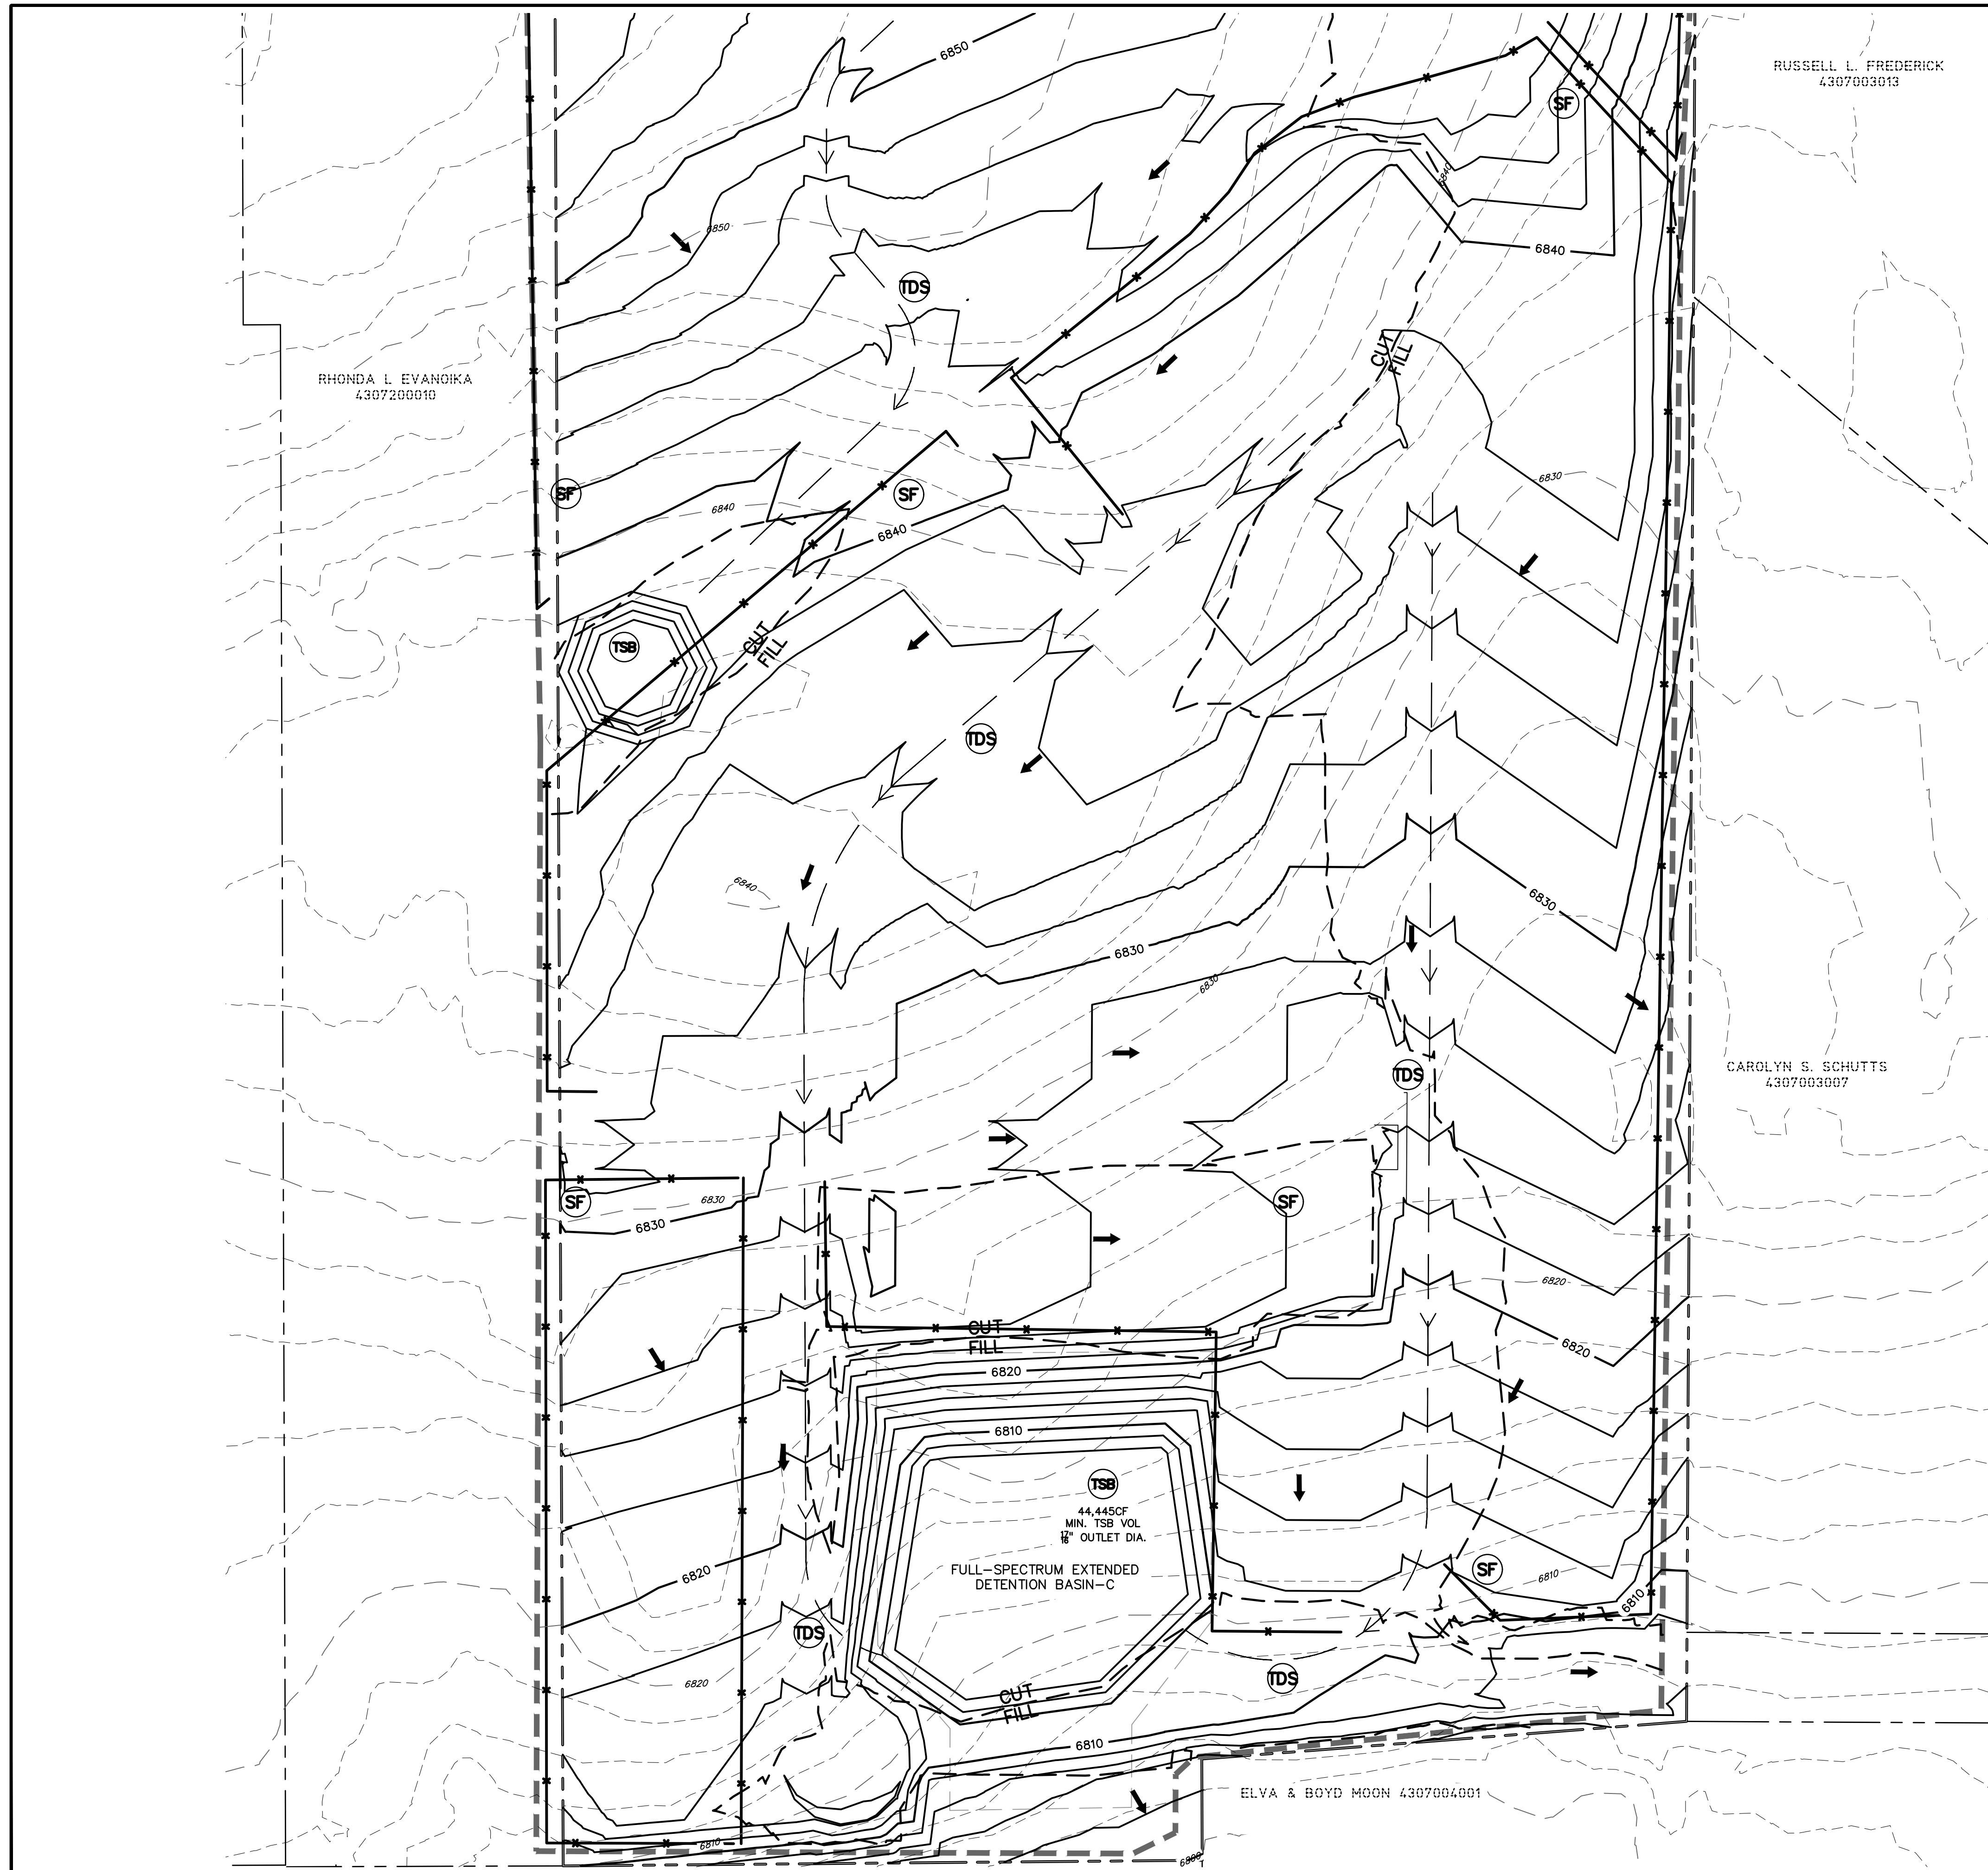 6850
RUSSELL L. FREDERICK
4307003013
SF
6840
6850
6840
TDS
CUT
FILL
RHONDA L EVANOIKA
4307200010
6830
SF
SF
6840
6840
TSB
CUT
FILL
TDS
6840
6830
6830
6830
CAROLYN S. SCHUTTS
4307003007
TDS
SF
6830
SF
6830
6820
CUT
FILL
6820
6820
6810
TSB
44,445CF
MIN. TSB VOL
17/16" OUTLET DIA.
FULL-SPECTRUM EXTENDED
DETENTION BASIN-C
6820
SF
6810
6810
TDS
TDS
6820
CUT
FILL
6810
ELVA & BOYD MOON 4307004001
6810
6800